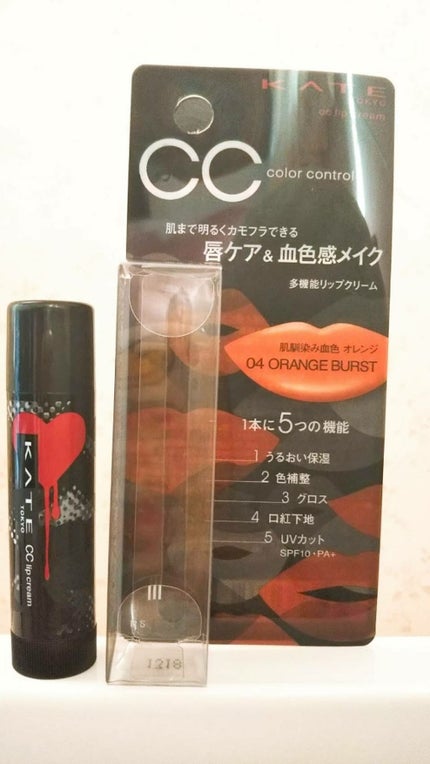 KATE
TOKYO
cc lip cream
CC color control
肌まで明るくカモフラできる
唇ケア&血色感メイク
多機能リップクリーム
肌馴染み血色 オレンジ
04 ORANGE BURST
1本に5つの機能
1 うるおい保湿
2 色補整
3 グロス
4 口紅下地
5 UVカット
SPF10・PA+
KATE
TOKYO
CC lip cream
1318